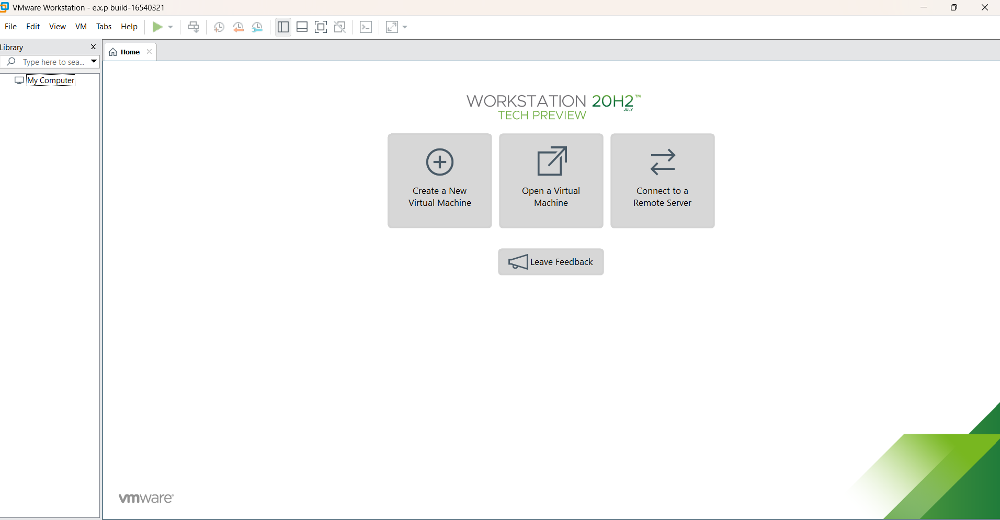 VMware Workstation - e.x.p build-16540321
File Edit View VM Tabs Help
Library
Type here to sea...
My Computer
Home
WORKSTATION 20H2™
JULY
TECH PREVIEW
Create a New
Virtual Machine
Open a Virtual
Machine
Connect to a
Remote Server
Leave Feedback
vmware®